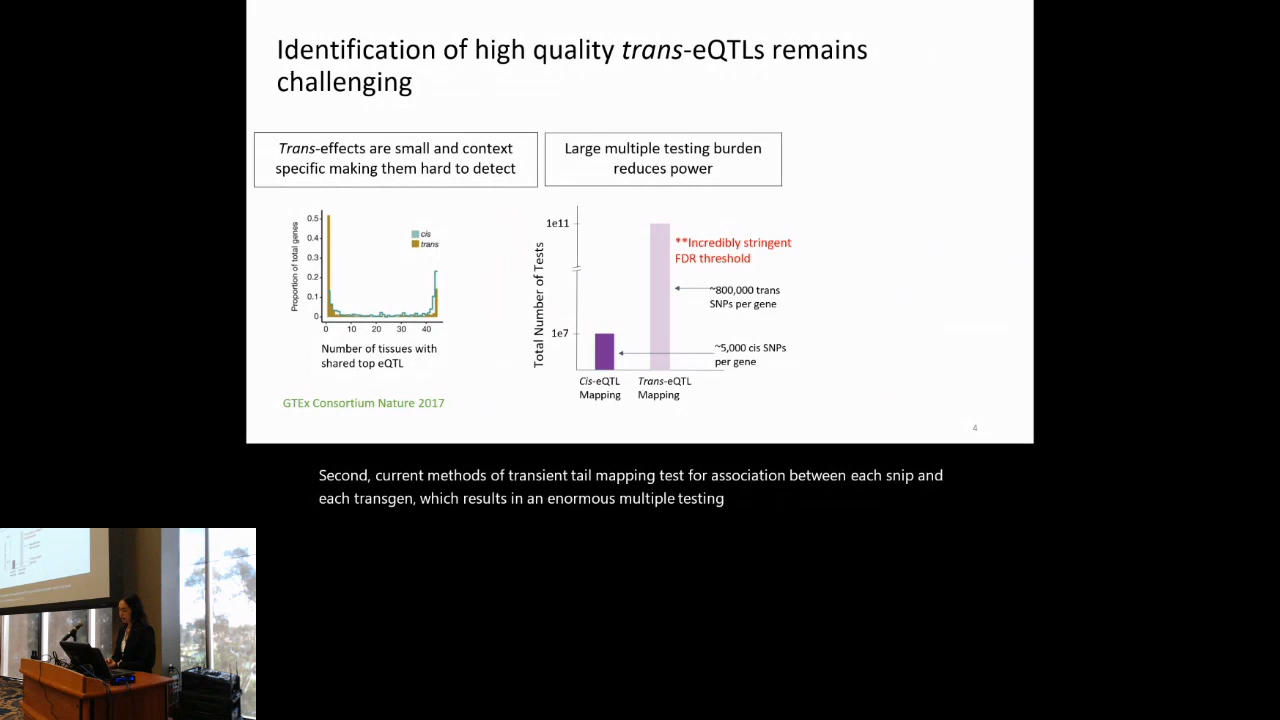 Identification of high quality trans-eQTLs remains
challenging
Trans-effects are small and context
specific making them hard to detect
Large multiple testing burden
reduces power
Proportion of total genes
0.5
0.4
0.3
0.2
0.1
0
cis
trans
0
10
20
30
40
Number of tissues with
shared top eQTL
GTEx Consortium Nature 2017
Total Number of Tests
1e11
1e7
**Incredibly stringent
FDR threshold
~800,000 trans
SNPs per gene
~5,000 cis SNPs
per gene
Cis-eQTL
Mapping
Trans-eQTL
Mapping
4
Second, current methods of transient tail mapping test for association between each snip and
each transgen, which results in an enormous multiple testing